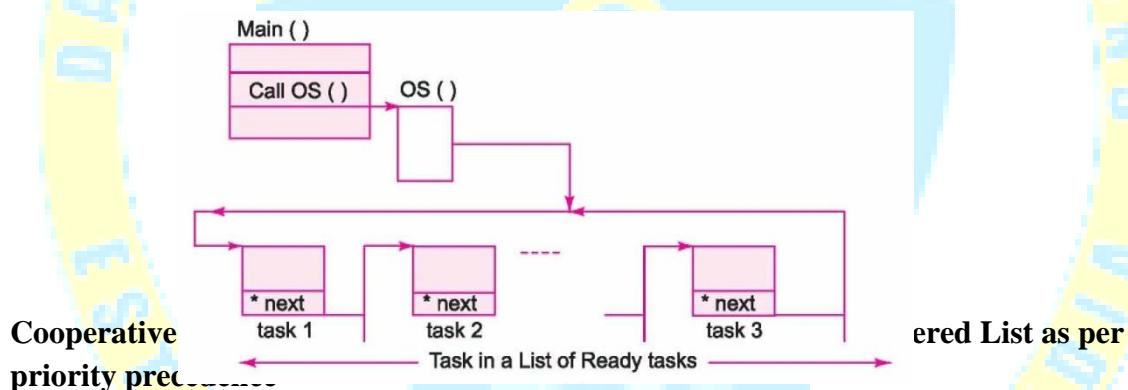 Main ( )
Call OS ( )
OS ( )
* next
* next
* next
task 1
task 2
task 3
Cooperative ered List as per
Task in a List of Ready tasks
priority